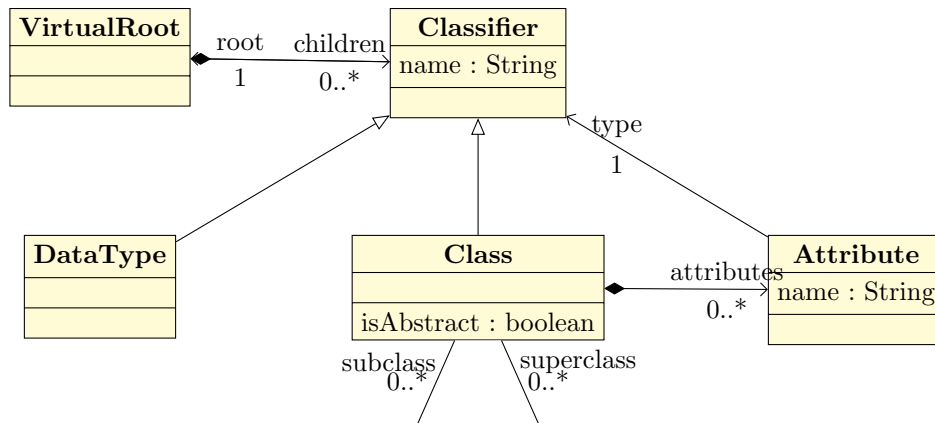 VirtualRoot
root
1
children
0..*
Classifier
name : String
type
1
DataType
Class
isAbstract : boolean
attributes
0..*
Attribute
name : String
subclass
0..*
superclass
0..*